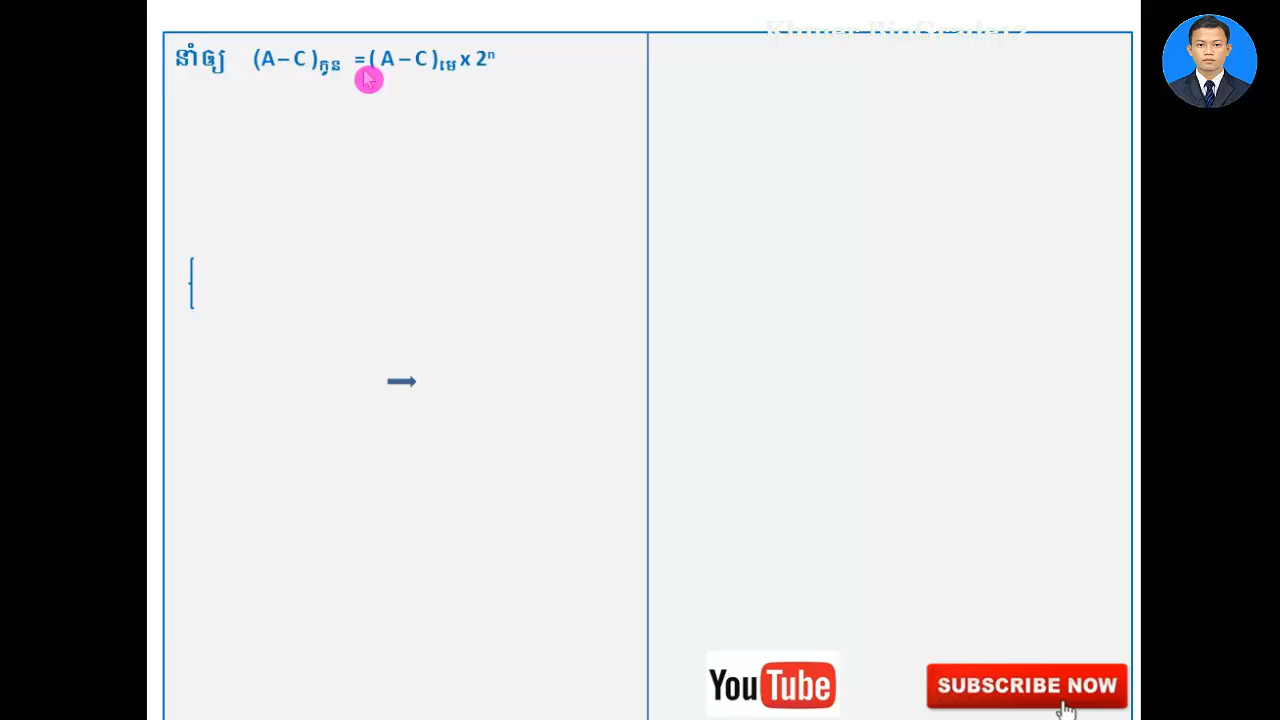 នាំឲ្យ (A – C )កូន =( A – C )មេ x 2ⁿ
YouTube
SUBSCRIBE NOW